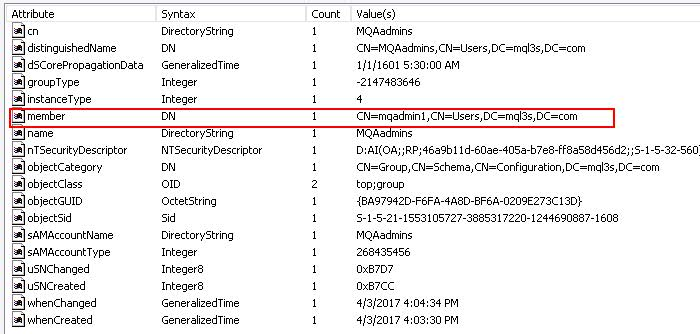 Attribute Syntax Count Value(s)
cn DirectoryString 1 MQAadmins
distinguishedName DN 1 CN=MQAadmins,CN=Users,DC=mql3s,DC=com
dSCorePropagationData GeneralizedTime 1 1/1/1601 5:30:00 AM
groupType Integer 1 -2147483646
instanceType Integer 1 4
member DN 1 CN=mqadmin1,CN=Users,DC=mql3s,DC=com
name DirectoryString 1 MQAadmins
nTSecurityDescriptor NTSecurityDescriptor 1 D:AI(OA;;RP;46a9b11d-60ae-405a-b7e8-ff8a58d456d2;;S-1-5-32-560)
objectCategory DN 1 CN=Group,CN=Schema,CN=Configuration,DC=mql3s,DC=com
objectClass OID 2 top;group
objectGUID OctetString 1 {BA97942D-F6FA-4A8D-BF6A-0209E273C13D}
objectSid Sid 1 S-1-5-21-1553105727-3885317220-1244690887-1608
sAMAccountName DirectoryString 1 MQAadmins
sAMAccountType Integer 1 268435456
uSNChanged Integer8 1 0xB7D7
uSNCreated Integer8 1 0xB7CC
whenChanged GeneralizedTime 1 4/3/2017 4:04:34 PM
whenCreated GeneralizedTime 1 4/3/2017 4:03:30 PM